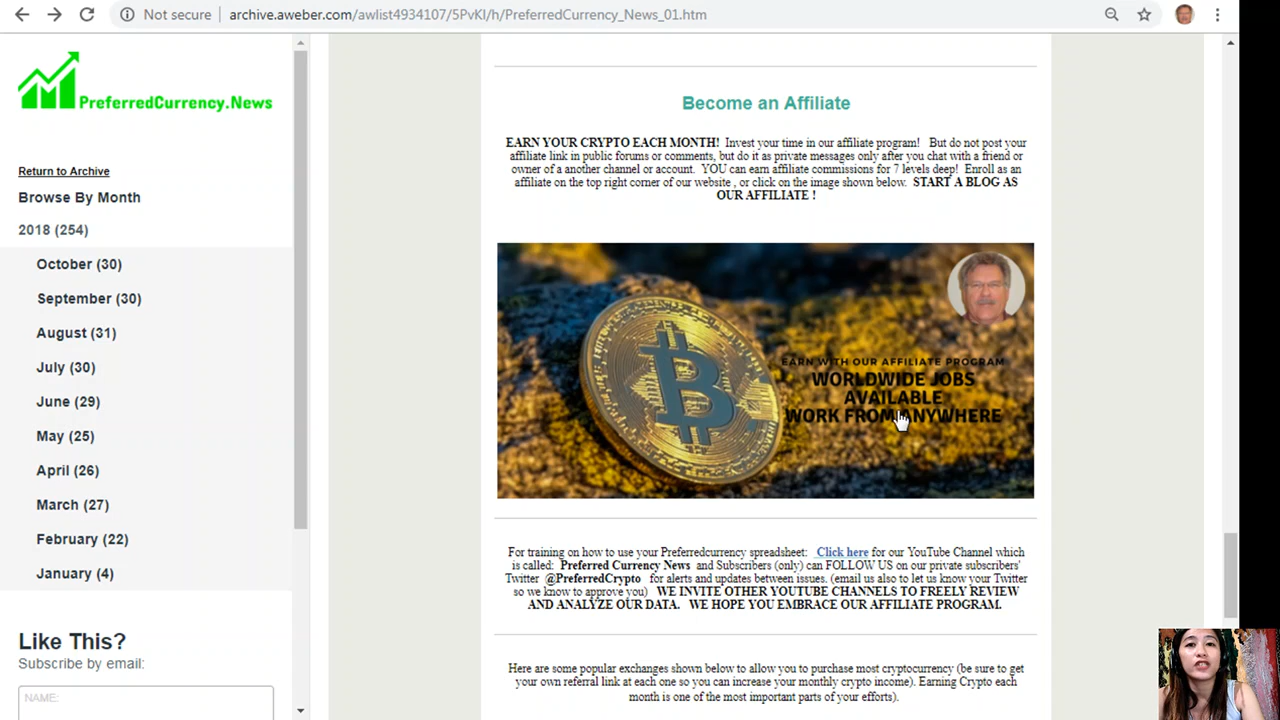 Not secure
archive.aweber.com/awlist4934107/5PvKl/h/PreferredCurrency_News_01.htm
PreferredCurrency.News
Return to Archive
Browse By Month
2018 (254)
October (30)
September (30)
August (31)
July (30)
June (29)
May (25)
April (26)
March (27)
February (22)
January (4)
Like This?
Subscribe by email:
NAME:
Become an Affiliate
EARN YOUR CRYPTO EACH MONTH! Invest your time in our affiliate program! But do not post your
affiliate link in public forums or comments, but do it as private messages only after you chat with a friend or
owner of a another channel or account. YOU can earn affiliate commissions for 7 levels deep! Enroll as an
affiliate on the top right corner of our website , or click on the image shown below. START A BLOG AS
OUR AFFILIATE !
EARN WITH OUR AFFILIATE PROGRAM
WORLDWIDE JOBS
AVAILABLE
WORK FROM ANYWHERE
For training on how to use your Preferredcurrency spreadsheet: Click here for our YouTube Channel which
is called: Preferred Currency News and Subscribers (only) can FOLLOW US on our private subscribers'
Twitter @PreferredCrypto for alerts and updates between issues. (email us also to let us know your Twitter
so we know to approve you) WE INVITE OTHER YOUTUBE CHANNELS TO FREELY REVIEW
AND ANALYZE OUR DATA. WE HOPE YOU EMBRACE OUR AFFILIATE PROGRAM.
Here are some popular exchanges shown below to allow you to purchase most cryptocurrency (be sure to get
your own referral link at each one so you can increase your monthly crypto income). Earning Crypto each
month is one of the most important parts of your efforts).